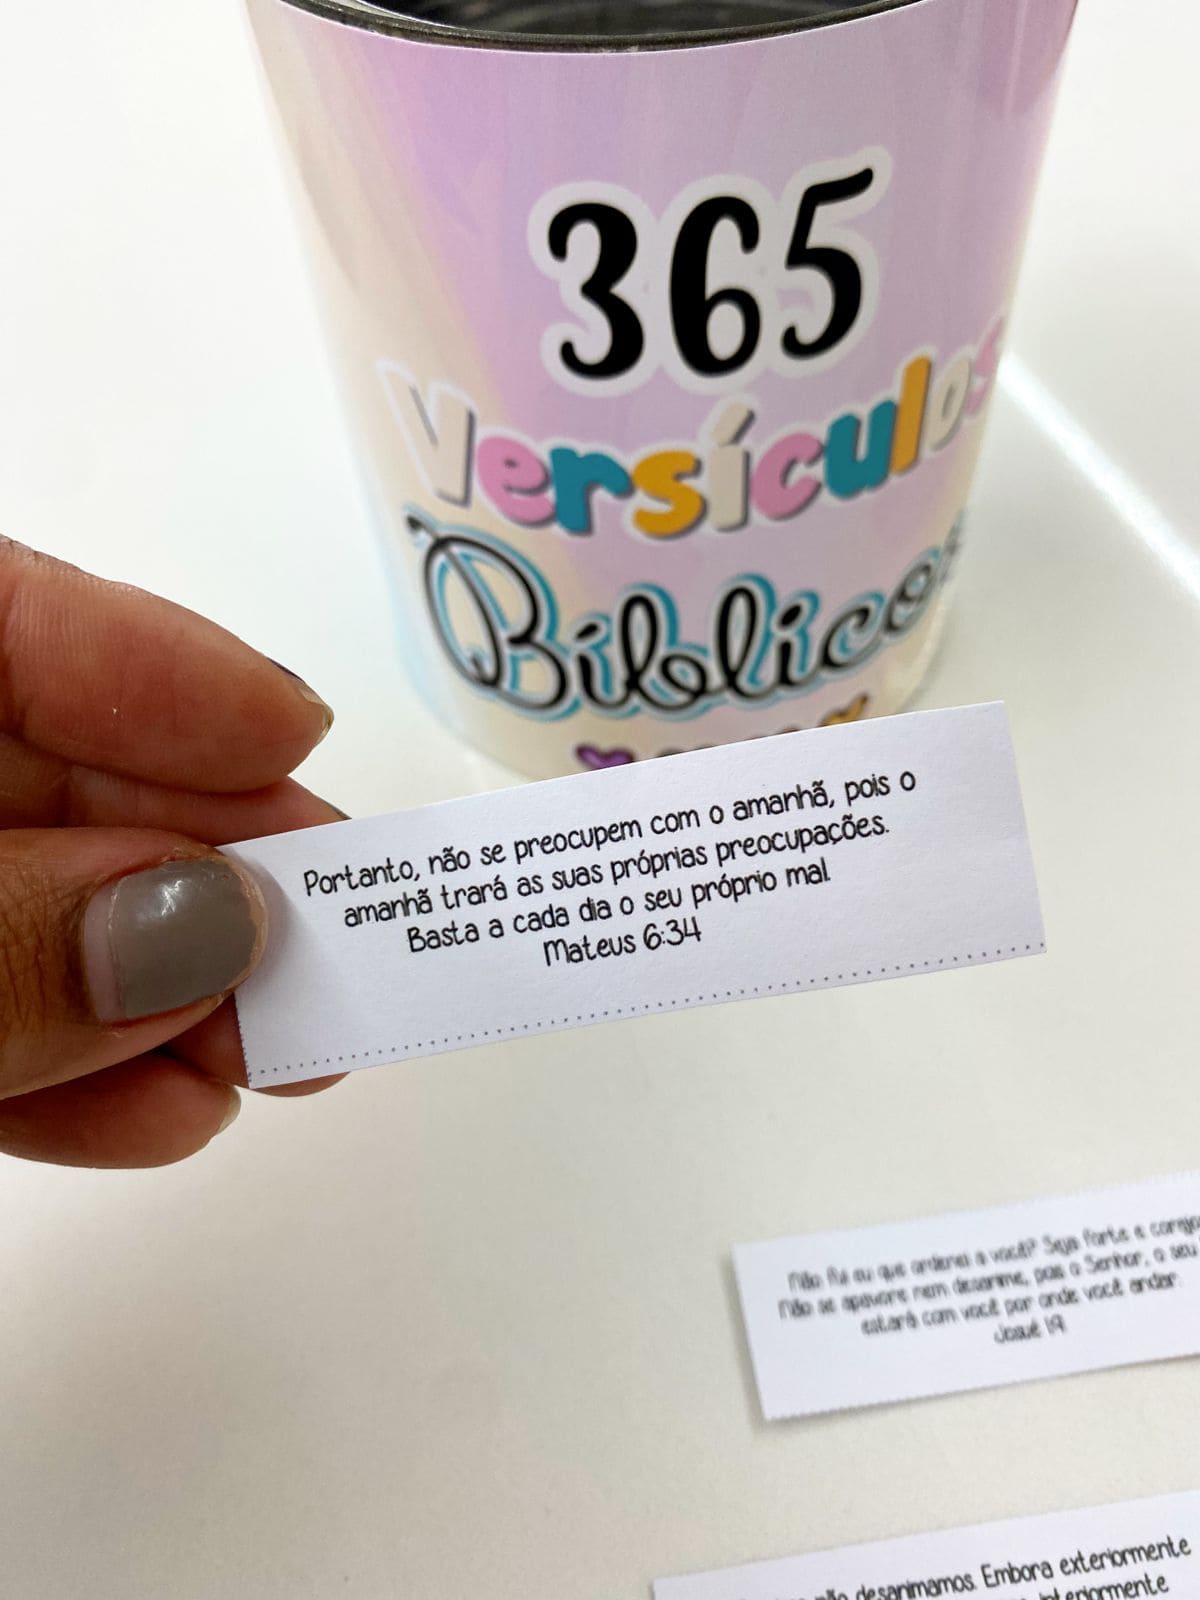 365
Versículos
Bíblicos
Portanto, não se preocupem com o amanhã, pois o
amanhã trará as suas próprias preocupações.
Basta a cada dia o seu próprio mal.
Mateus 6:34
Não fui eu que ordenei a você? Seja forte e corajo
Não se apavore nem desanime, pois o Senhor, o seu
estará com você por onde você andar.
Josué 1:9
não desanimamos. Embora exteriormente
interiormente